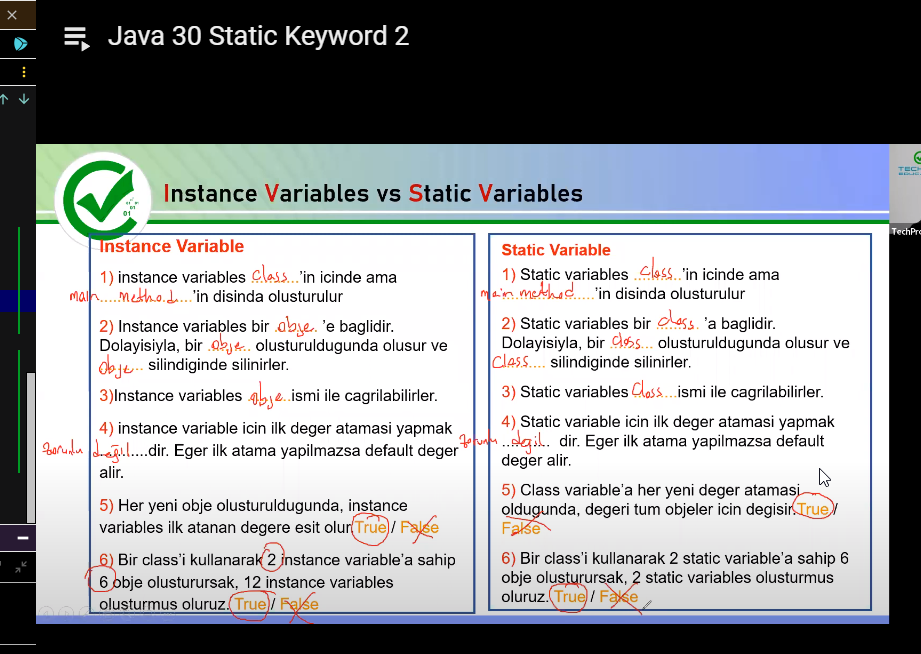 Java 30 Static Keyword 2
Instance Variables vs Static Variables
Instance Variable
1) instance variables class 'in icinde ama
main method 'in disinda olusturulur
2) Instance variables bir obje 'e baglidir.
Dolayisiyla, bir obje olusturuldugunda olusur ve
obje silindiginde silinirler.
3)Instance variables obje ismi ile cagrilabilirler.
4) instance variable icin ilk deger atamasi yapmak
zorunlu değil....dir. Eger ilk atama yapilmazsa default deger
alir.
5) Her yeni obje olusturuldugunda, instance
variables ilk atanan degere esit olur.True / False
6) Bir class'i kullanarak 2 instance variable'a sahip
6 obje olusturursak, 12 instance variables
olusturmus oluruz. True / False
Static Variable
1) Static variables class 'in icinde ama
main method 'in disinda olusturulur
2) Static variables bir class 'a baglidir.
Dolayisiyla, bir class olusturuldugunda olusur ve
Class silindiginde silinirler.
3) Static variables Class ismi ile cagrilabilirler.
4) Static variable icin ilk deger atamasi yapmak
zorunlu degil dir. Eger ilk atama yapilmazsa default
deger alir.
5) Class variable'a her yeni deger atamasi
oldugunda, degeri tum objeler icin degisir.True /
False
6) Bir class'i kullanarak 2 static variable'a sahip 6
obje olusturursak, 2 static variables olusturmus
oluruz. True / False
TechPro